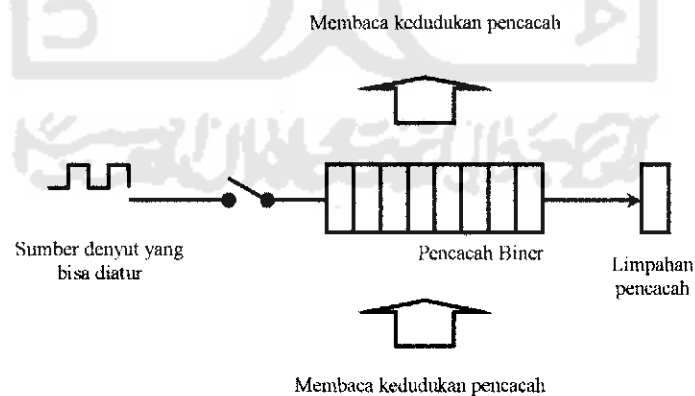 Membaca kedudukan pencacah
Sumber denyut yang
bisa diatur
Pencacah Biner
Limpahan
pencacah
Membaca kedudukan pencacah